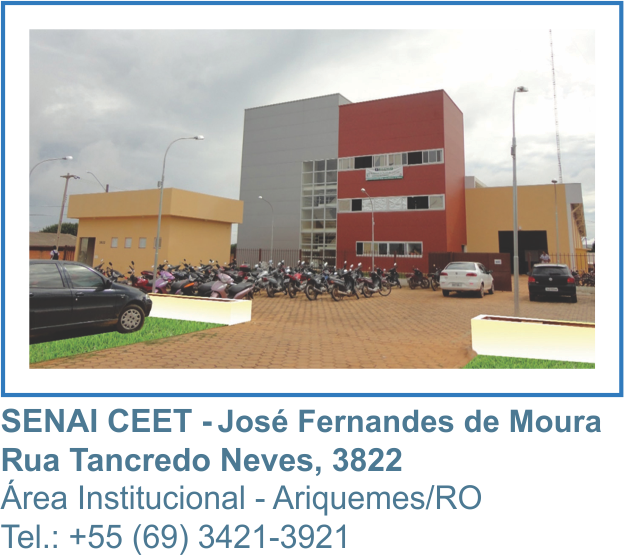 SENAI CEET - José Fernandes de Moura
Rua Tancredo Neves, 3822
Área Institucional - Ariquemes/RO
Tel.: +55 (69) 3421-3921